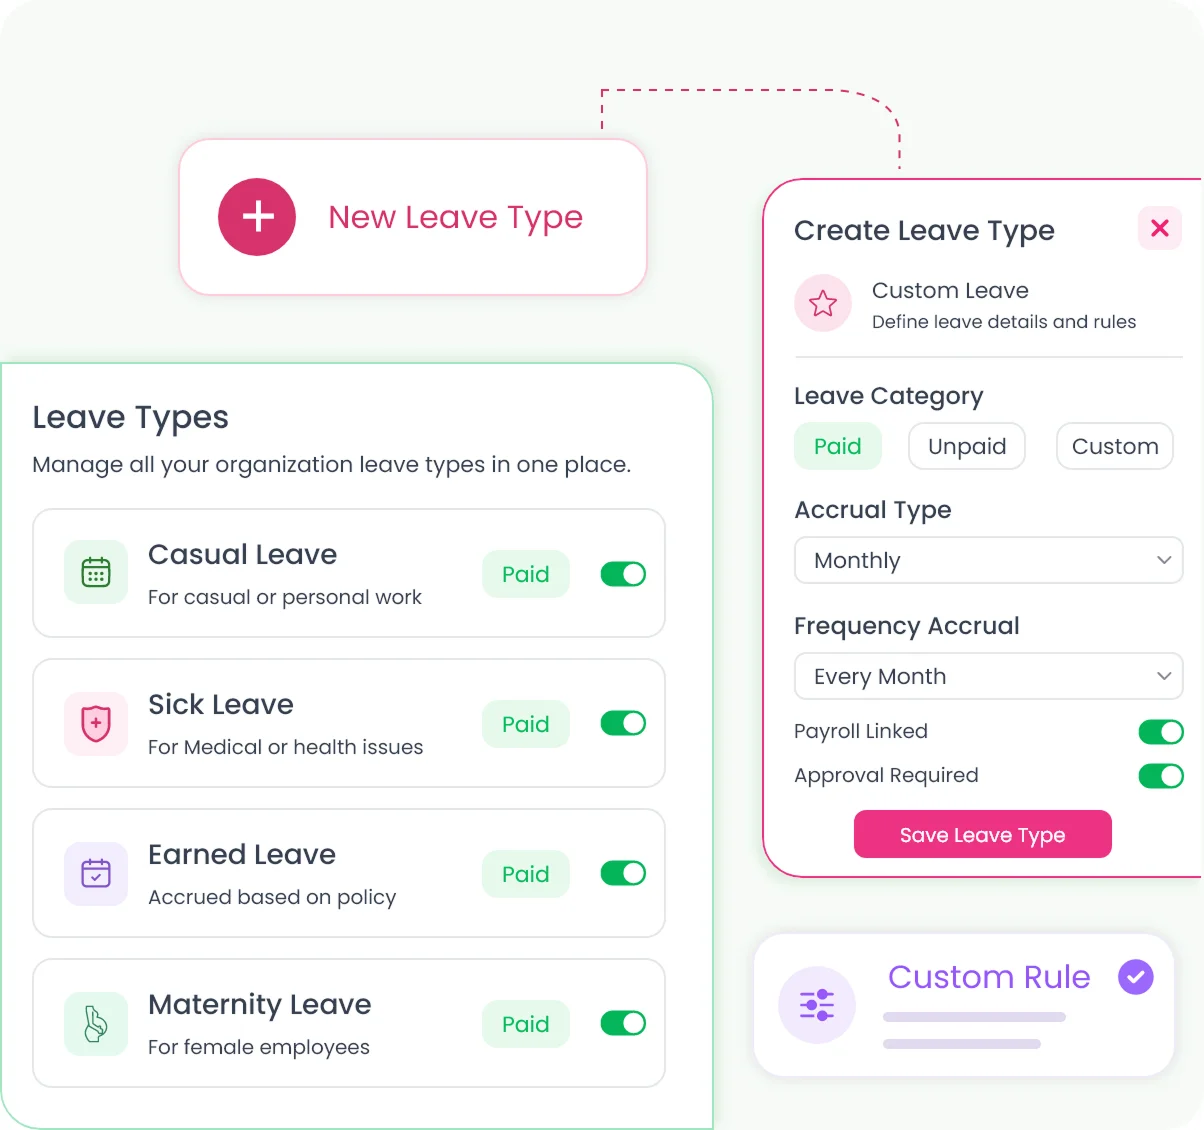 New Leave Type
Create Leave Type
Custom Leave
Define leave details and rules
Leave Category
Paid
Unpaid
Custom
Accrual Type
Monthly
Frequency Accrual
Every Month
Payroll Linked
Approval Required
Save Leave Type
Leave Types
Manage all your organization leave types in one place.
Casual Leave
For casual or personal work
Paid
Sick Leave
For Medical or health issues
Paid
Earned Leave
Accrued based on policy
Paid
Maternity Leave
For female employees
Paid
Custom Rule